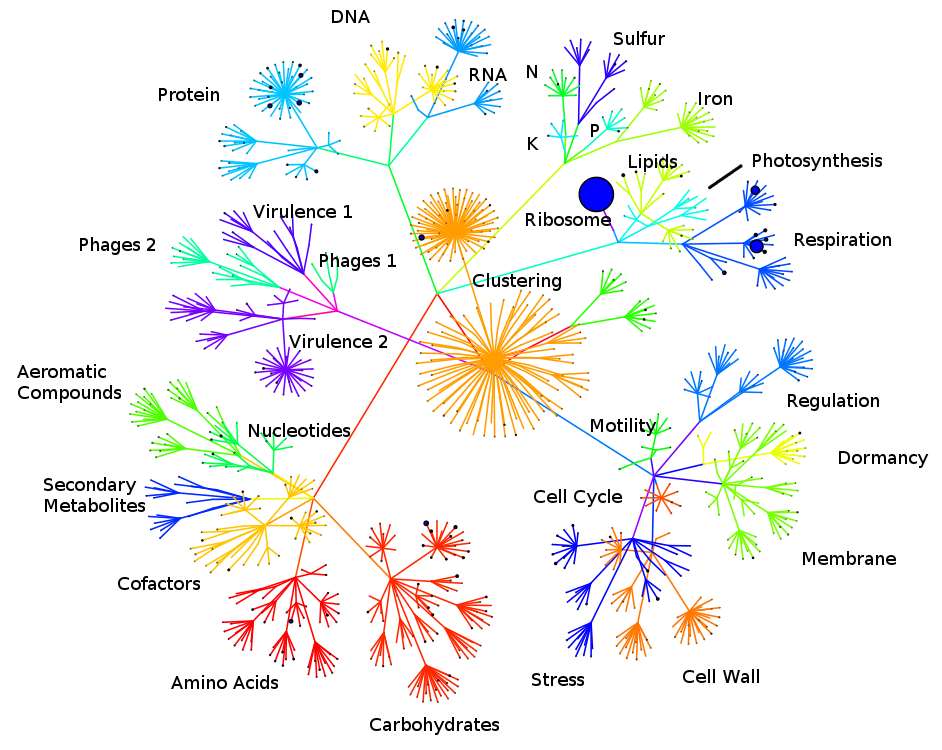 DNA
Sulfur
N
RNA
Protein
Iron
P
K
Lipids
Photosynthesis
Virulence 1
Ribosome
Phages 2
Respiration
Phages 1
Clustering
Virulence 2
Aeromatic
Compounds
Regulation
Nucleotides
Motility
Dormancy
Secondary
Metabolites
Cell Cycle
Membrane
Cofactors
Amino Acids
Stress
Cell Wall
Carbohydrates